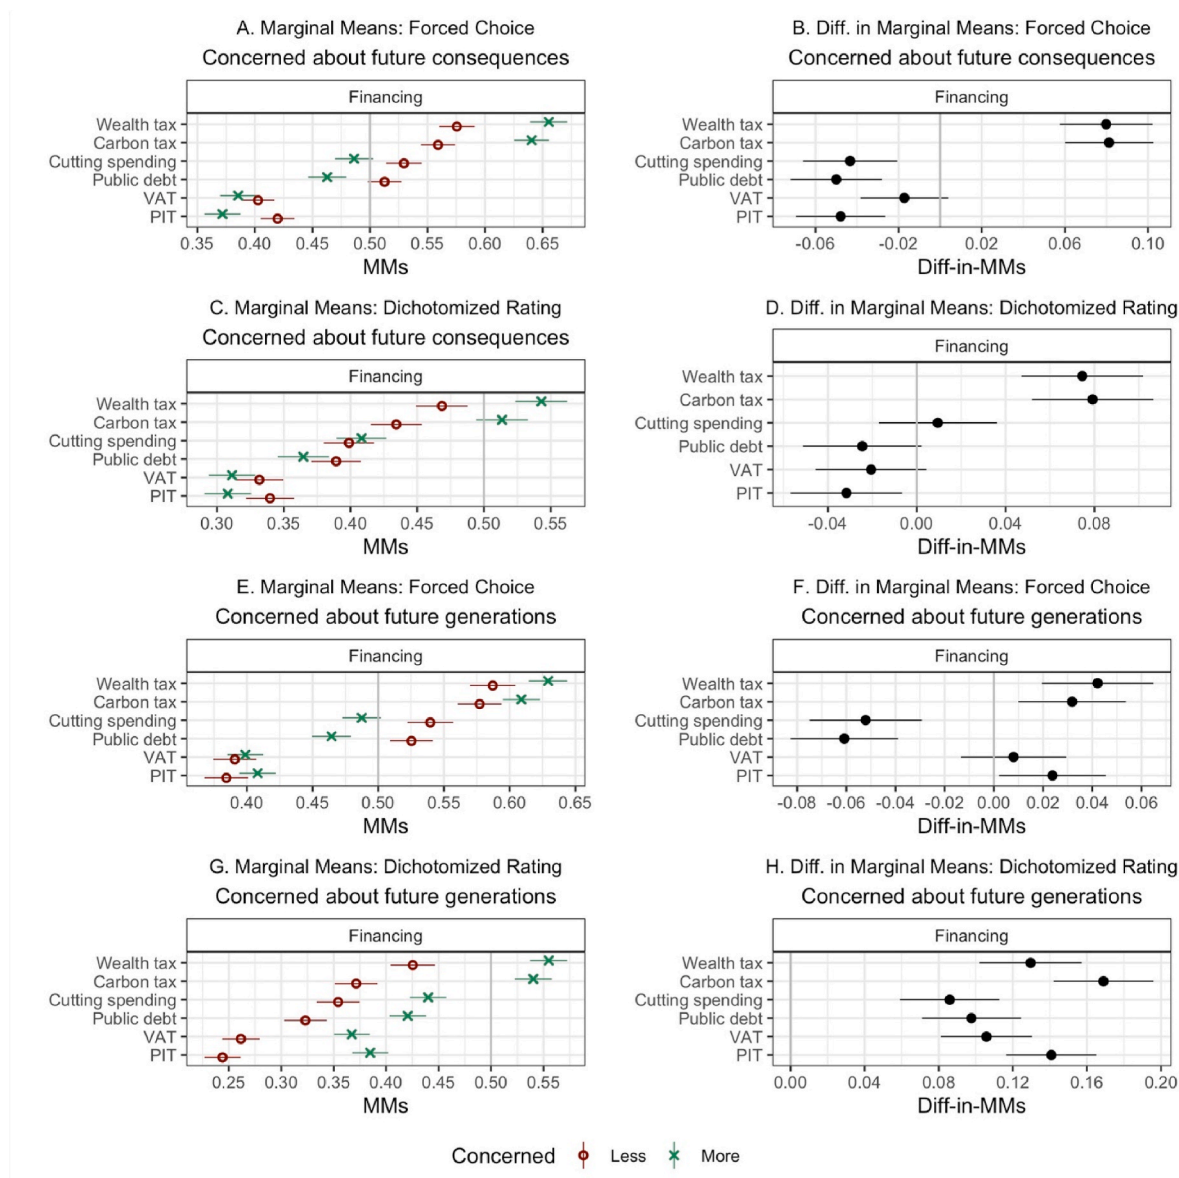 A. Marginal Means: Forced Choice
Concerned about future consequences
Financing
Wealth tax
Carbon tax
Cutting spending
Public debt
VAT
PIT
0.35 0.40 0.45 0.50 0.55 0.60 0.65
MMs
B. Diff. in Marginal Means: Forced Choice
Concerned about future consequences
Financing
Wealth tax
Carbon tax
Cutting spending
Public debt
VAT
PIT
-0.06 -0.02 0.02 0.06 0.10
Diff-in-MMs
C. Marginal Means: Dichotomized Rating
Concerned about future consequences
Financing
Wealth tax
Carbon tax
Cutting spending
Public debt
VAT
PIT
0.30 0.35 0.40 0.45 0.50 0.55
MMs
D. Diff. in Marginal Means: Dichotomized Rating
Financing
Wealth tax
Carbon tax
Cutting spending
Public debt
VAT
PIT
-0.04 0.00 0.04 0.08
Diff-in-MMs
E. Marginal Means: Forced Choice
Concerned about future generations
Financing
Wealth tax
Carbon tax
Cutting spending
Public debt
VAT
PIT
0.40 0.45 0.50 0.55 0.60 0.65
MMs
F. Diff. in Marginal Means: Forced Choice
Concerned about future generations
Financing
Wealth tax
Carbon tax
Cutting spending
Public debt
VAT
PIT
-0.08 -0.06 -0.04 -0.02 0.00 0.02 0.04 0.06
Diff-in-MMs
G. Marginal Means: Dichotomized Rating
Concerned about future generations
Financing
Wealth tax
Carbon tax
Cutting spending
Public debt
VAT
PIT
0.25 0.30 0.35 0.40 0.45 0.50 0.55
MMs
H. Diff. in Marginal Means: Dichotomized Rating
Concerned about future generations
Financing
Wealth tax
Carbon tax
Cutting spending
Public debt
VAT
PIT
0.00 0.04 0.08 0.12 0.16 0.20
Diff-in-MMs
Concerned Less More